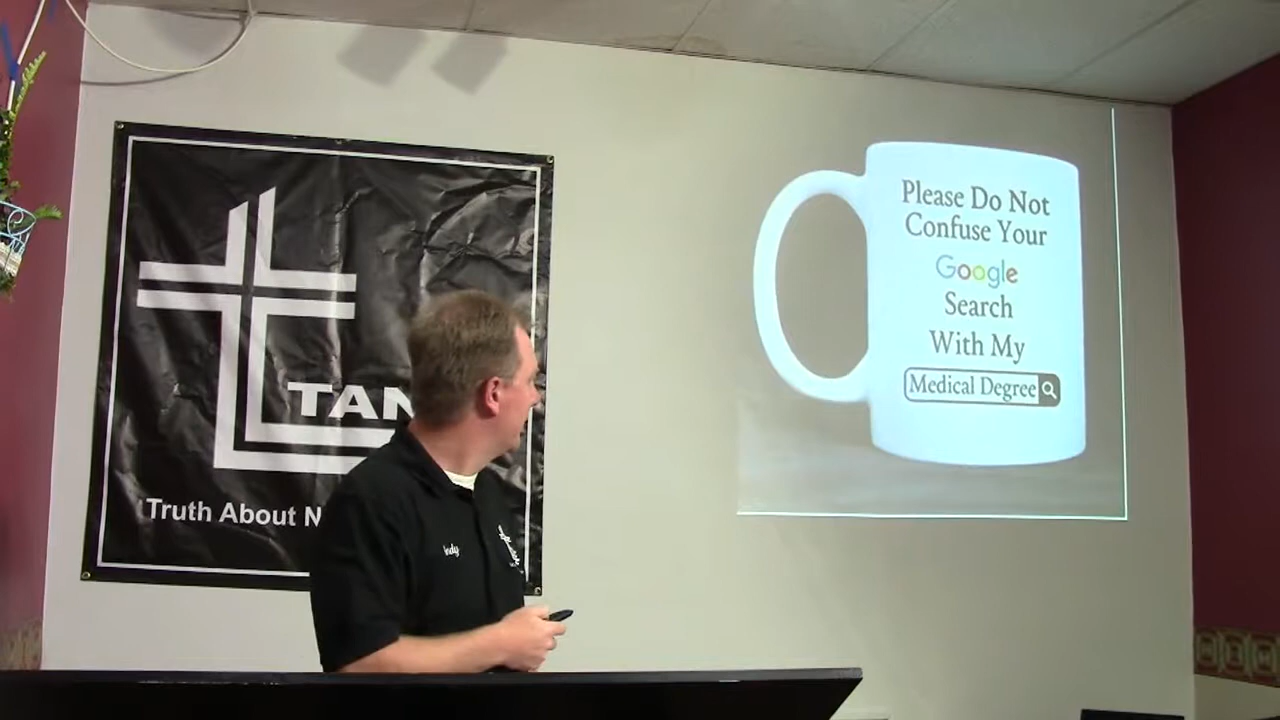 TAN
Truth About N
Please Do Not
Confuse Your
Google
Search
With My
Medical Degree